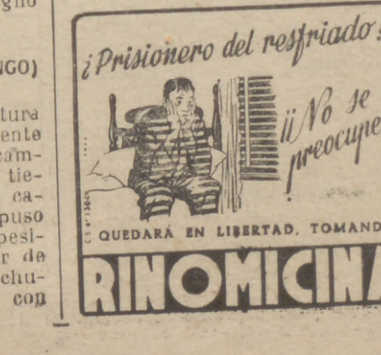 gno
NGO)
tura
ente
cam-
tie-
ca-
puso
pesi-
r de
chu-
con
¡Prisionero del resfriado!
¡¡No se
preocupe
QUEDARÁ EN LIBERTAD, TOMAND
RINOMICINA